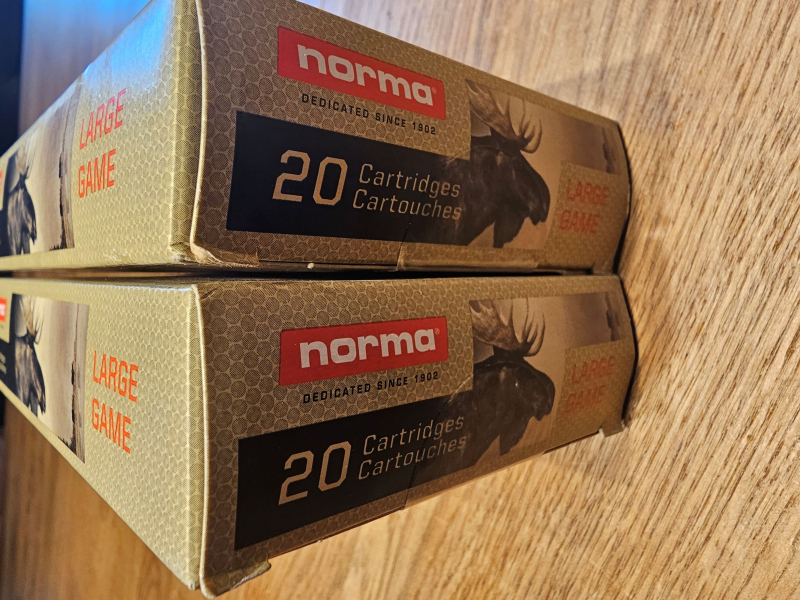 norma
DEDICATED SINCE 1902
20 Cartridges
Cartouches
LARGE
GAME
LARGE
GAME
norma
DEDICATED SINCE 1902
20 Cartridges
Cartouches
LARGE
GAME
LARGE
GAME